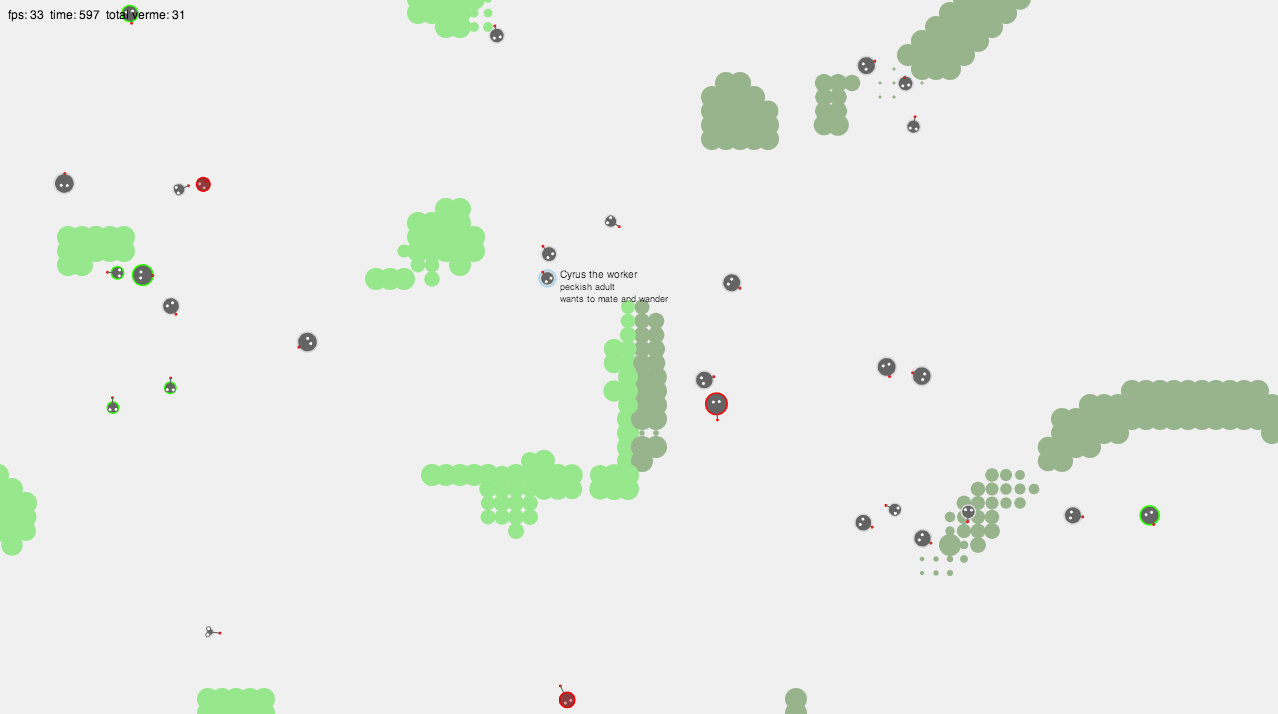 fps: 33 time: 597 total verme: 31
Cyrus the worker
peckish adult
wants to mate and wander